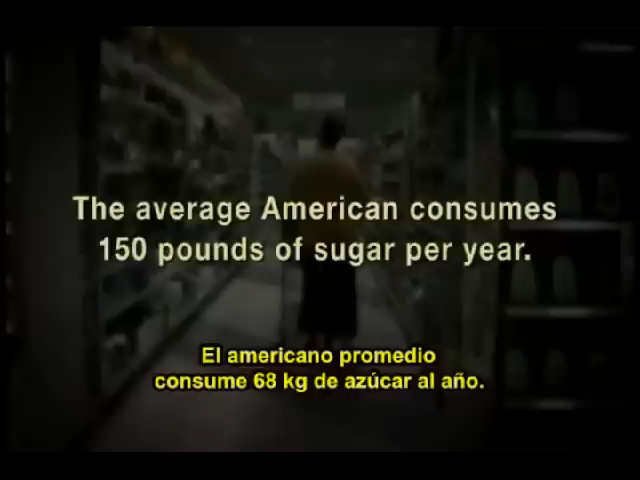 The average American consumes
150 pounds of sugar per year.
El americano promedio
consume 68 kg de azúcar al año.